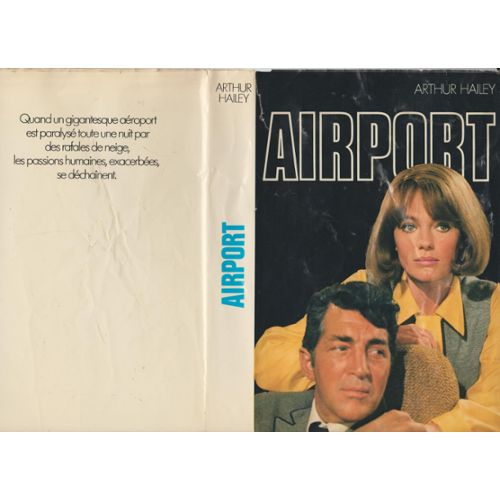 Quand un gigantesque aéroport
est paralysé toute une nuit par
des rafales de neige,
les passions humaines, exacerbées,
se déchaînent.
ARTHUR
HAILEY
AIRPORT
ARTHUR HAILEY
AIRPORT